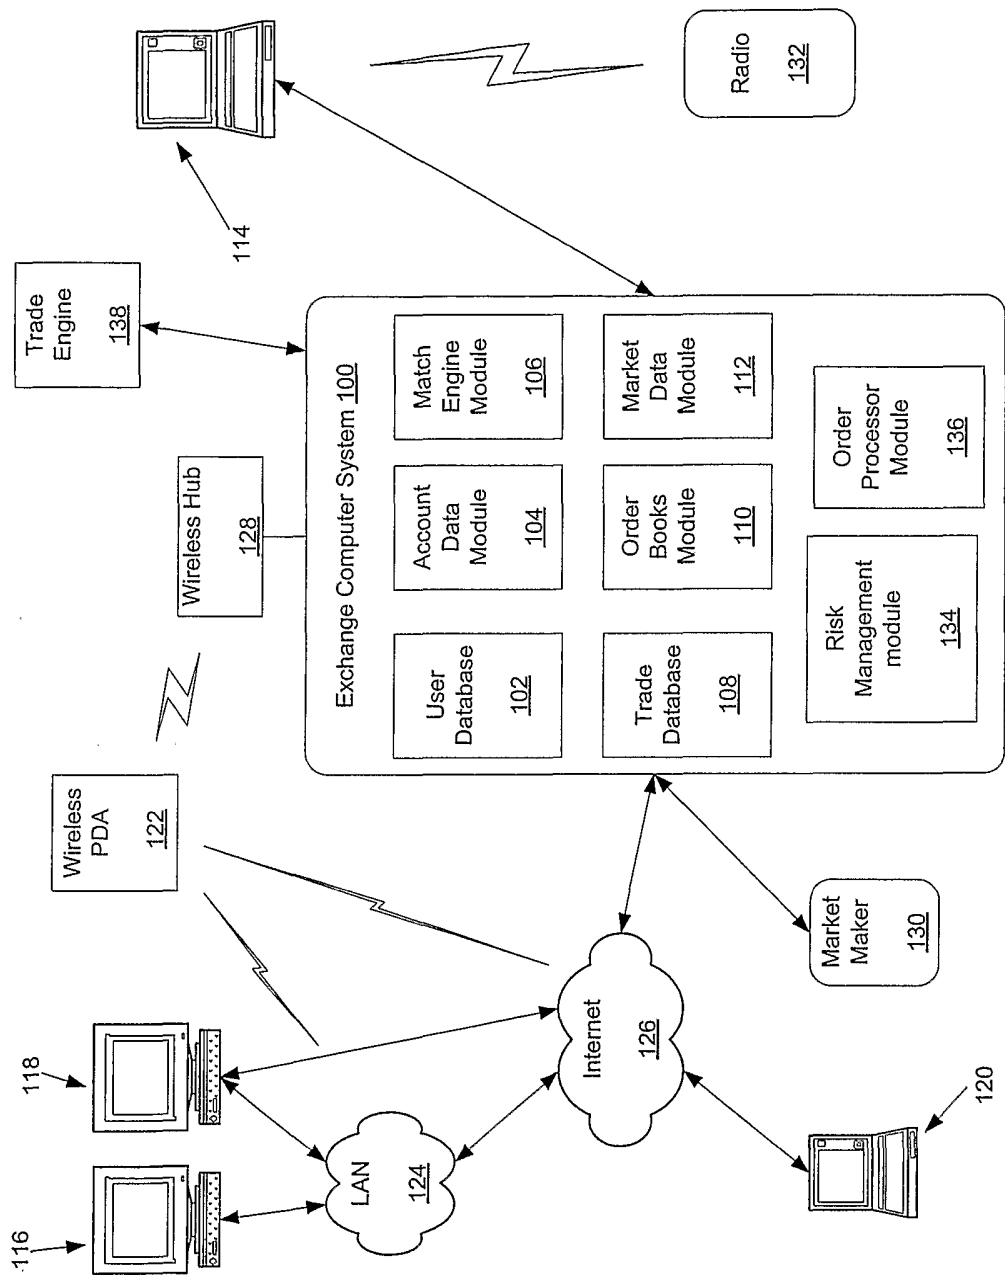 116
118
LAN
124
Internet
126
120
Wireless
PDA
122
Wireless Hub
128
Trade
Engine
138
114
Radio
132
Market
Maker
130
Exchange Computer System 100
User
Database
102
Account
Data
Module
104
Match
Engine
Module
106
Trade
Database
108
Order
Books
Module
110
Market
Data
Module
112
Risk
Management
module
134
Order
Processor
Module
136